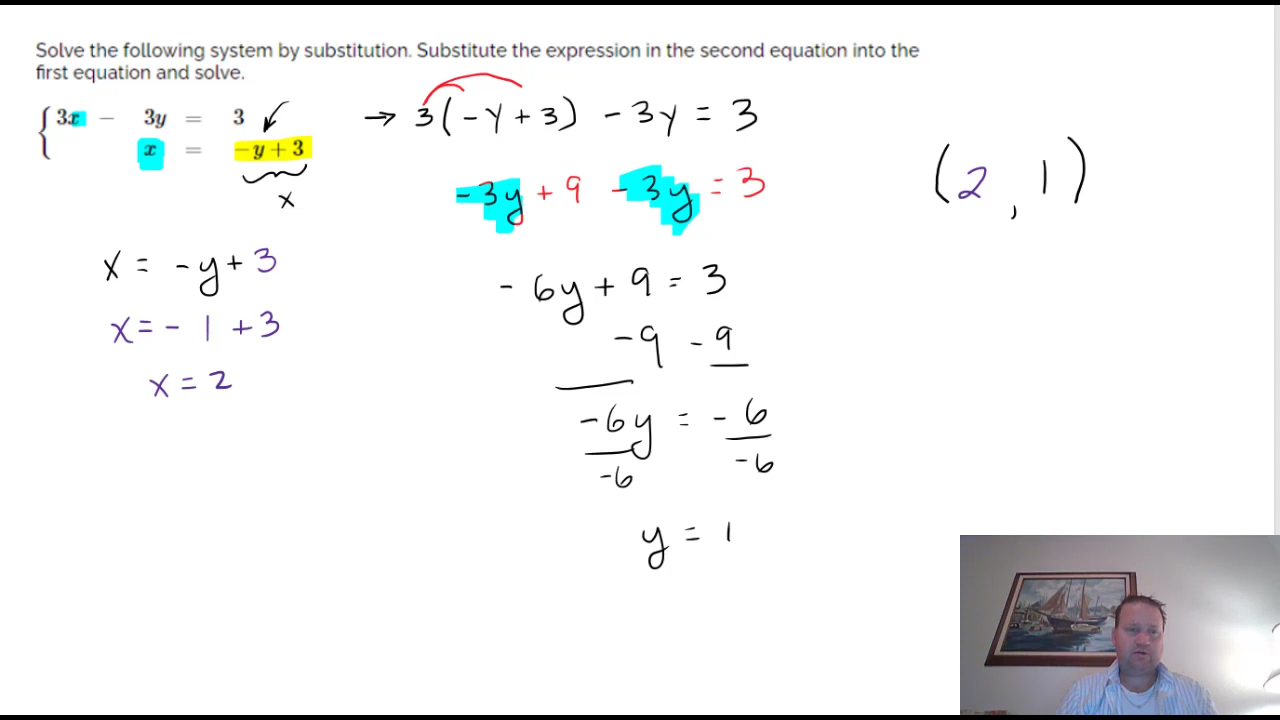 Solve the following system by substitution. Substitute the expression in the second equation into the
first equation and solve.
3x - 3y = 3
x = -y + 3
x
x = -y + 3
x = - 1 + 3
x = 2
→ 3(-y + 3) - 3y = 3
-3y + 9 - 3y = 3
-6y + 9 = 3
-9 -9
-6y = -6
-6 -6
y = 1
(2, 1)